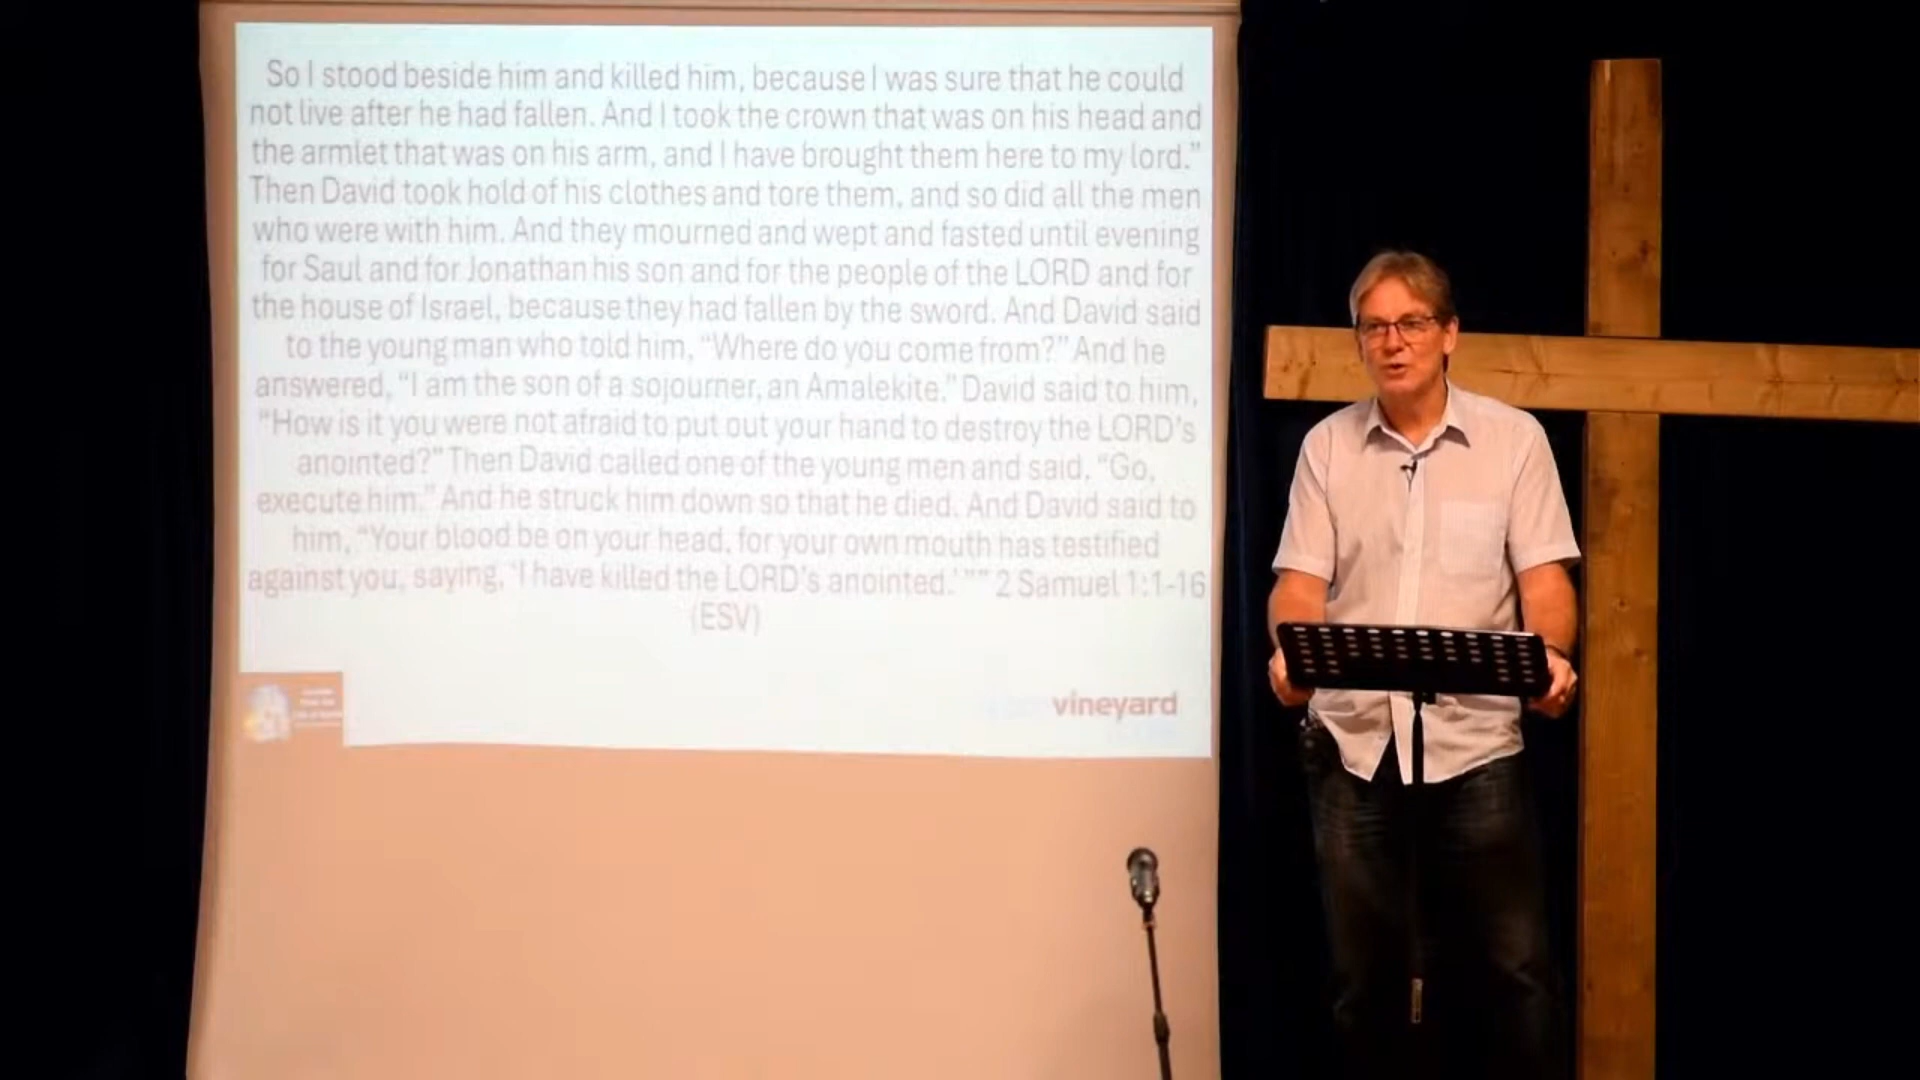 So I stood beside him and killed him, because I was sure that he could
not live after he had fallen. And I took the crown that was on his head and
the armlet that was on his arm, and I have brought them here to my lord.”
Then David took hold of his clothes and tore them, and so did all the men
who were with him. And they mourned and wept and fasted until evening
for Saul and for Jonathan his son and for the people of the LORD and for
the house of Israel, because they had fallen by the sword. And David said
to the young man who told him, “Where do you come from?” And he
answered, “I am the son of a sojourner, an Amalekite.” David said to him,
“How is it you were not afraid to put out your hand to destroy the LORD’s
anointed?” Then David called one of the young men and said, “Go,
execute him.” And he struck him down so that he died. And David said to
him, “Your blood be on your head, for your own mouth has testified
against you, saying, ‘I have killed the LORD’s anointed.’”” 2 Samuel 1:1-16
(ESV)
vineyard